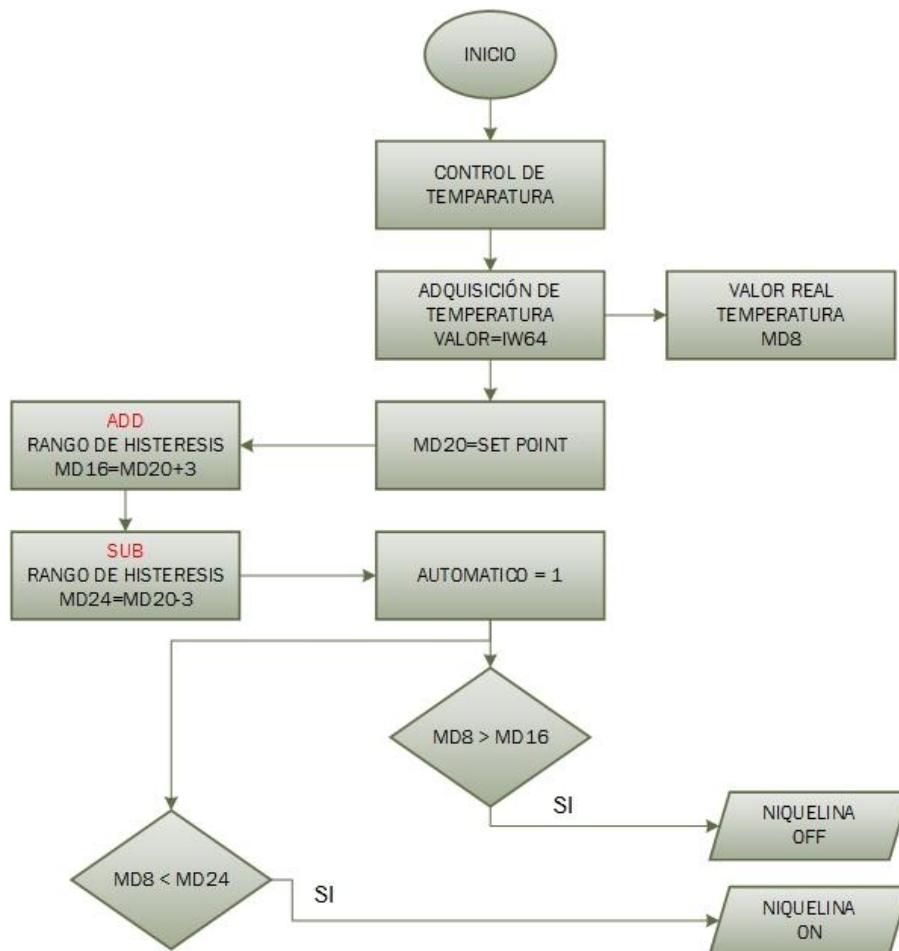 INICIO
CONTROL DE
TEMPARATURA
ADQUISICIÓN DE
TEMPERATURA
VALOR=IW64
VALOR REAL
TEMPERATURA
MD8
MD20=SET POINT
ADD
RANGO DE HISTERESIS
MD16=MD20+3
SUB
RANGO DE HISTERESIS
MD24=MD20-3
AUTOMATICO = 1
MD8 > MD16
SI
NIQUELINA
OFF
MD8 < MD24
SI
NIQUELINA
ON